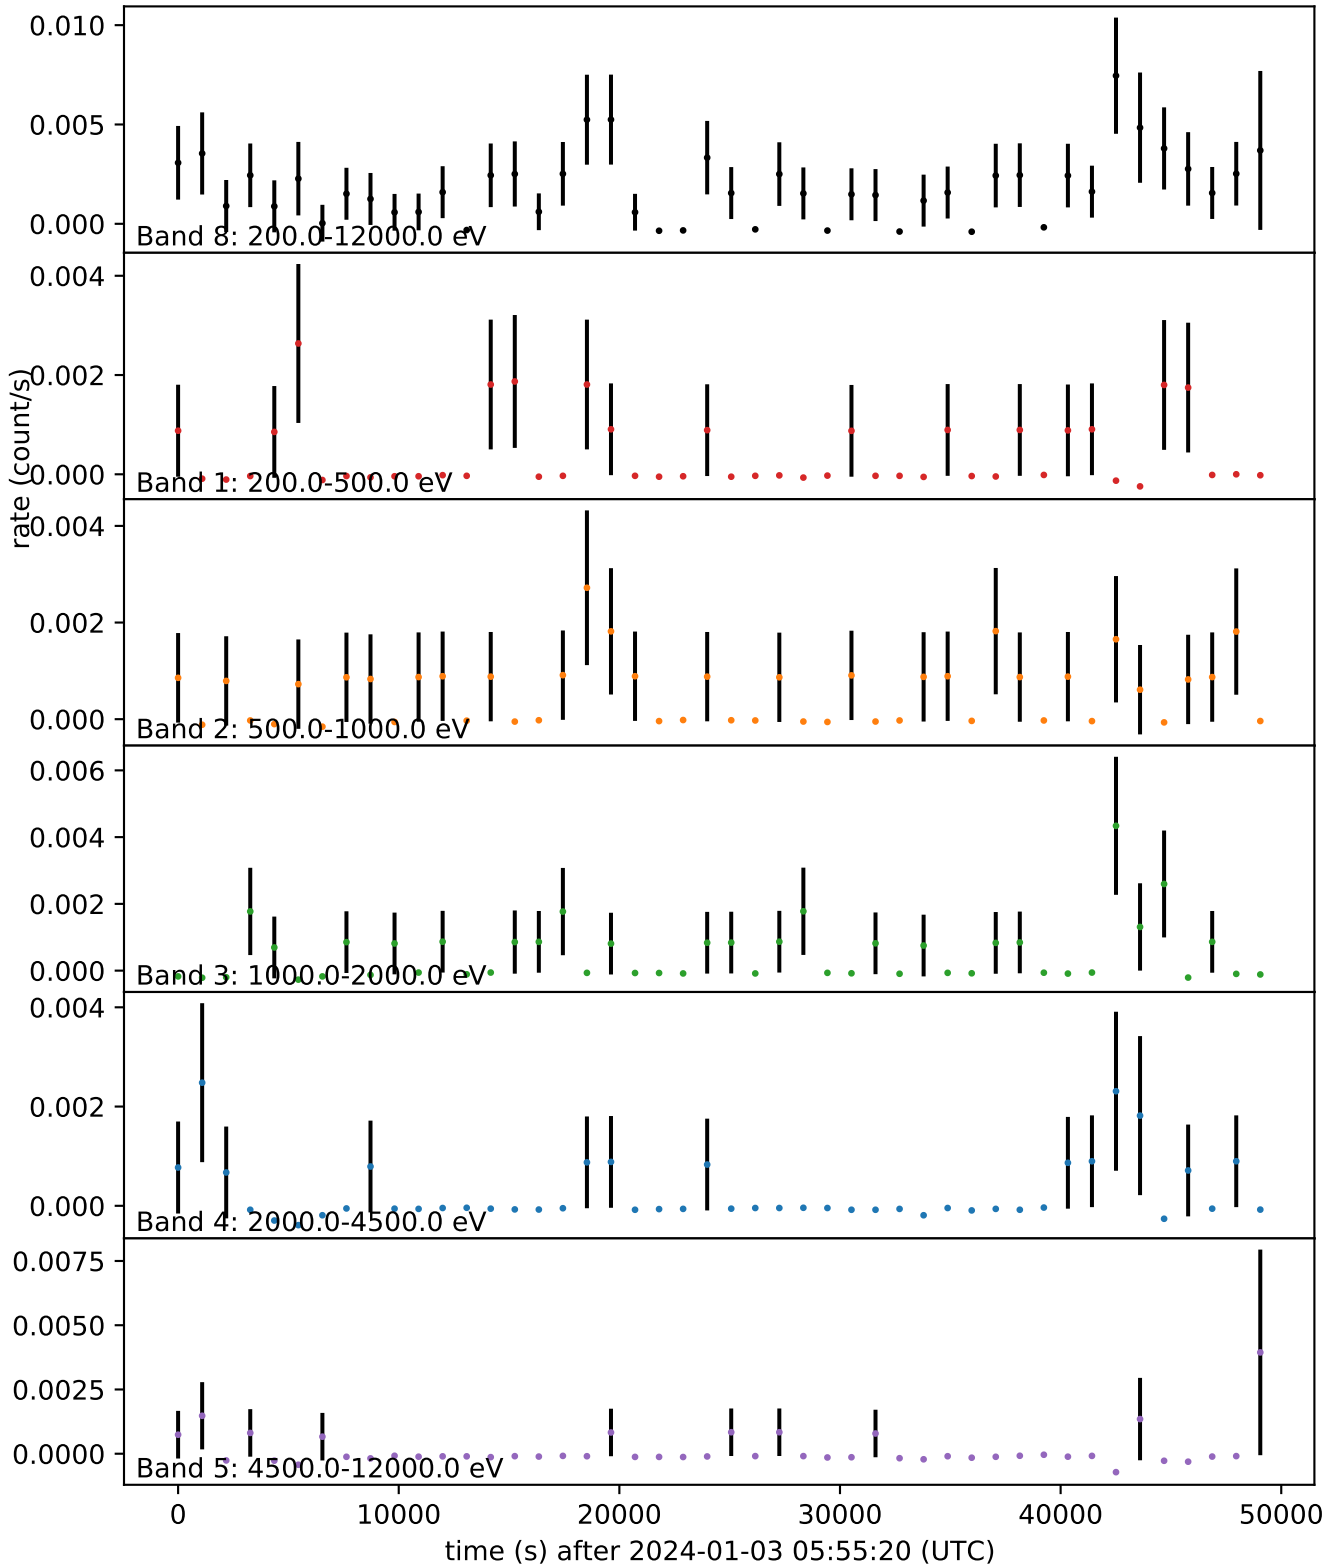 0.010
0.005
0.000
Band 8: 200.0-12000.0 eV
0.004
0.002
0.000
Band 1: 200.0-500.0 eV
rate (count/s)
0.004
0.002
0.000
Band 2: 500.0-1000.0 eV
0.006
0.004
0.002
0.000
Band 3: 1000.0-2000.0 eV
0.004
0.002
0.000
Band 4: 2000.0-4500.0 eV
0.0075
0.0050
0.0025
0.0000
Band 5: 4500.0-12000.0 eV
0 10000 20000 30000 40000 50000
time (s) after 2024-01-03 05:55:20 (UTC)